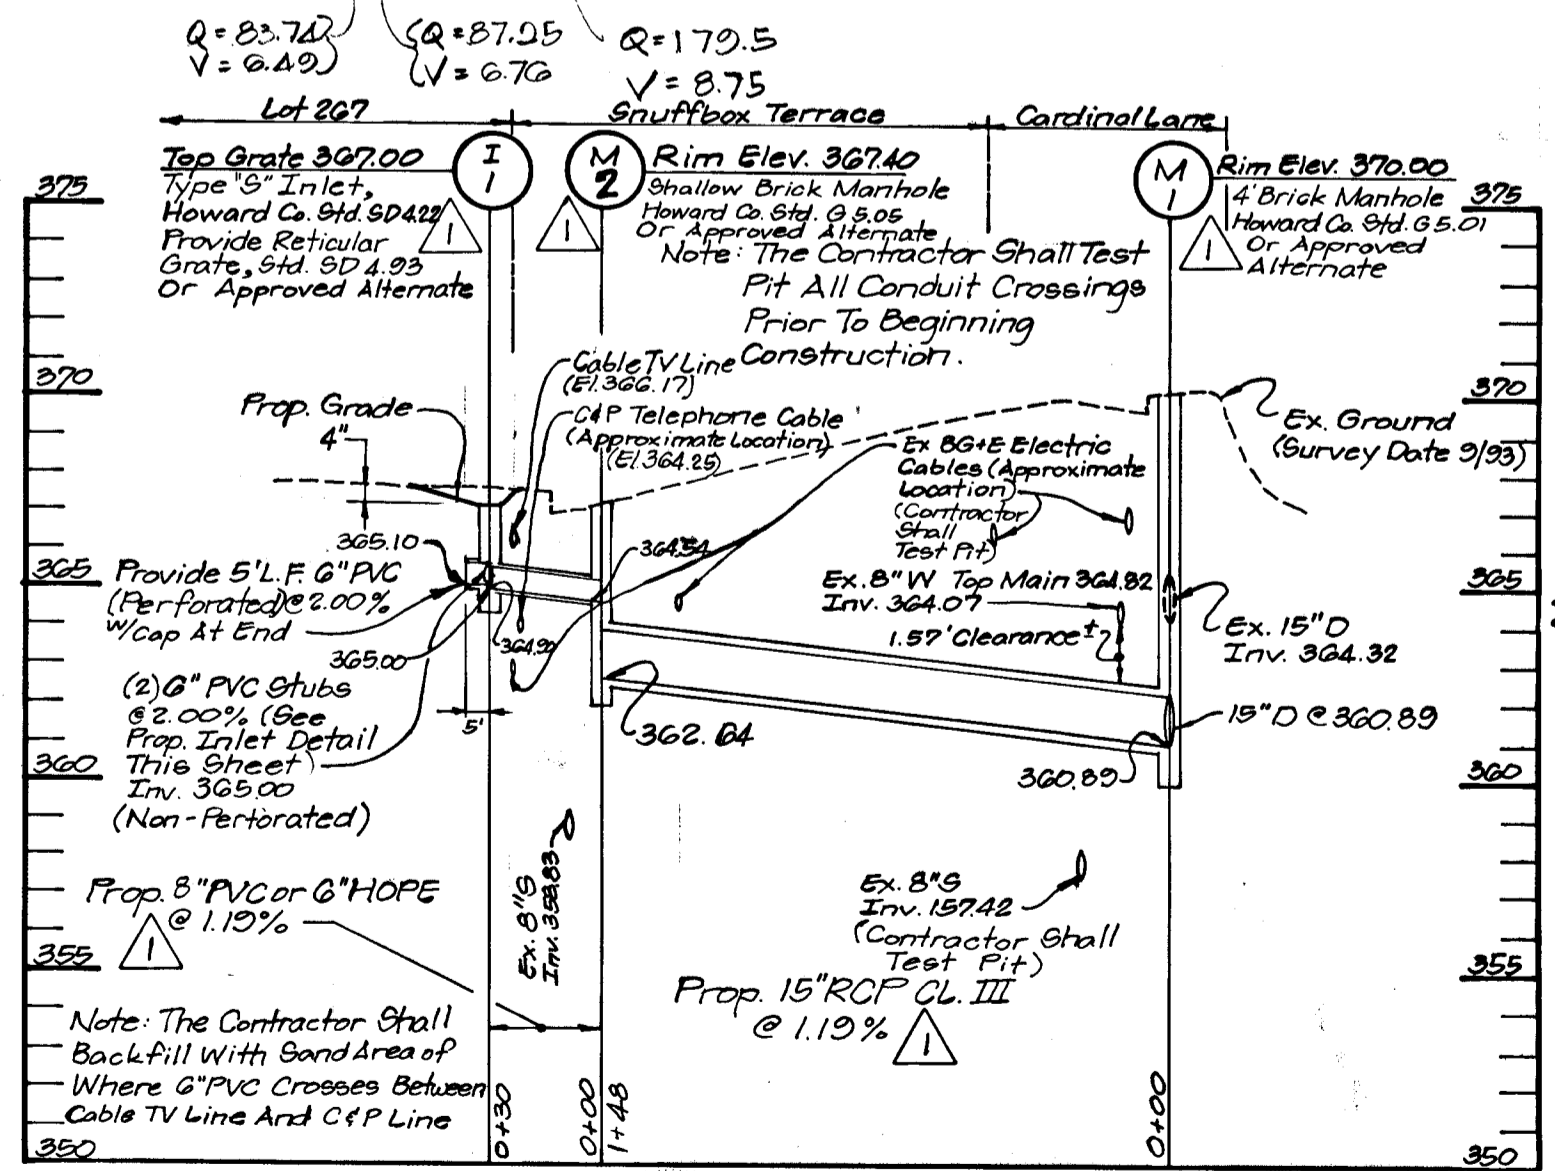 Q=83.74
V=6.49
Q=87.25
V=6.76
Q=179.5
V=8.75
Lot 267
Snuffbox Terrace
Cardinal Lane
I
1
M
2
M
1
Top Grate 367.00
Type "S" Inlet,
Howard Co. Std. SD4.22
Provide Reticular
Grate, Std. SD 4.93
Or Approved Alternate
1
1
Rim Elev. 367.40
Shallow Brick Manhole
Howard Co. Std. G 5.05
Or Approved Alternate
Note: The Contractor Shall Test
Pit All Conduit Crossings
Prior To Beginning
Construction.
Rim Elev. 370.00
4' Brick Manhole
Howard Co. Std. G5.01
Or Approved
Alternate
1
375
375
370
370
365
365
360
360
355
355
350
350
Prop. Grade
4"
Cable TV Line
(El. 366.17)
C&P Telephone Cable
(Approximate Location)
(El. 364.25)
Ex BG+E Electric
Cables (Approximate
Location)
(Contractor
Shall
Test Pit)
Ex. Ground
(Survey Date 9/93)
365.10
364.54
Provide 5' L.F. 6" PVC
(Perforated) @ 2.00%
W/Cap At End
365.00
364.90
Ex. 8" W Top Main 364.82
Inv. 364.07
1.57' Clearance ±
Ex. 15" D
Inv. 364.32
(2) 6" PVC Stubs
@ 2.00% (See
Prop. Inlet Detail
This Sheet)
Inv. 365.00
(Non-Perforated)
5'
362.64
15" D @ 360.89
360.89
Prop. 8" PVC or 6" HDPE
@ 1.19%
1
Ex. 8" S
Inv. 358.83
Ex. 8" S
Inv. 157.42
(Contractor Shall
Test Pit)
Prop. 15" RCP CL. III
@ 1.19%
1
Note: The Contractor Shall
Backfill With Sand Area of
Where 6" PVC Crosses Between
Cable TV Line And C&P Line
0+30
0+00
1+48
0+00